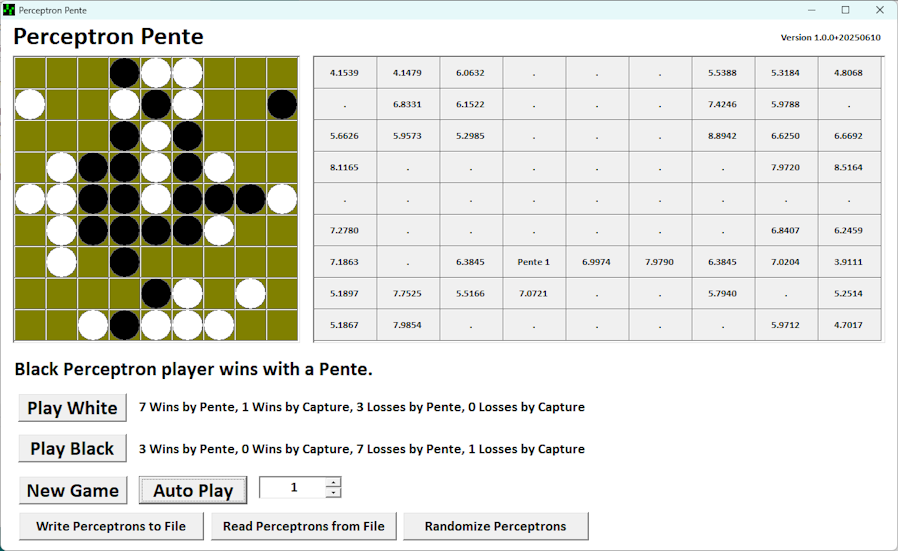 Perceptron Pente
Perceptron Pente
Version 1.0.0+20250610
4.1539 4.1479 6.0632 . . . 5.5388 5.3184 4.8068
. 6.8331 6.1522 . . . 7.4246 5.9788 .
5.6626 5.9573 5.2985 . . . 8.8942 6.6250 6.6692
8.1165 . . . . . . 7.9720 8.5164
. . . . . . . . .
7.2780 . . . . . . 6.8407 6.2459
7.1863 . 6.3845 Pente 1 6.9974 7.9790 6.3845 7.0204 3.9111
5.1897 7.7525 5.5166 7.0721 . . 5.7940 . 5.2514
5.1867 7.9854 . . . . . 5.9712 4.7017
Black Perceptron player wins with a Pente.
Play White 7 Wins by Pente, 1 Wins by Capture, 3 Losses by Pente, 0 Losses by Capture
Play Black 3 Wins by Pente, 0 Wins by Capture, 7 Losses by Pente, 1 Losses by Capture
New Game Auto Play 1
Write Perceptrons to File Read Perceptrons from File Randomize Perceptrons